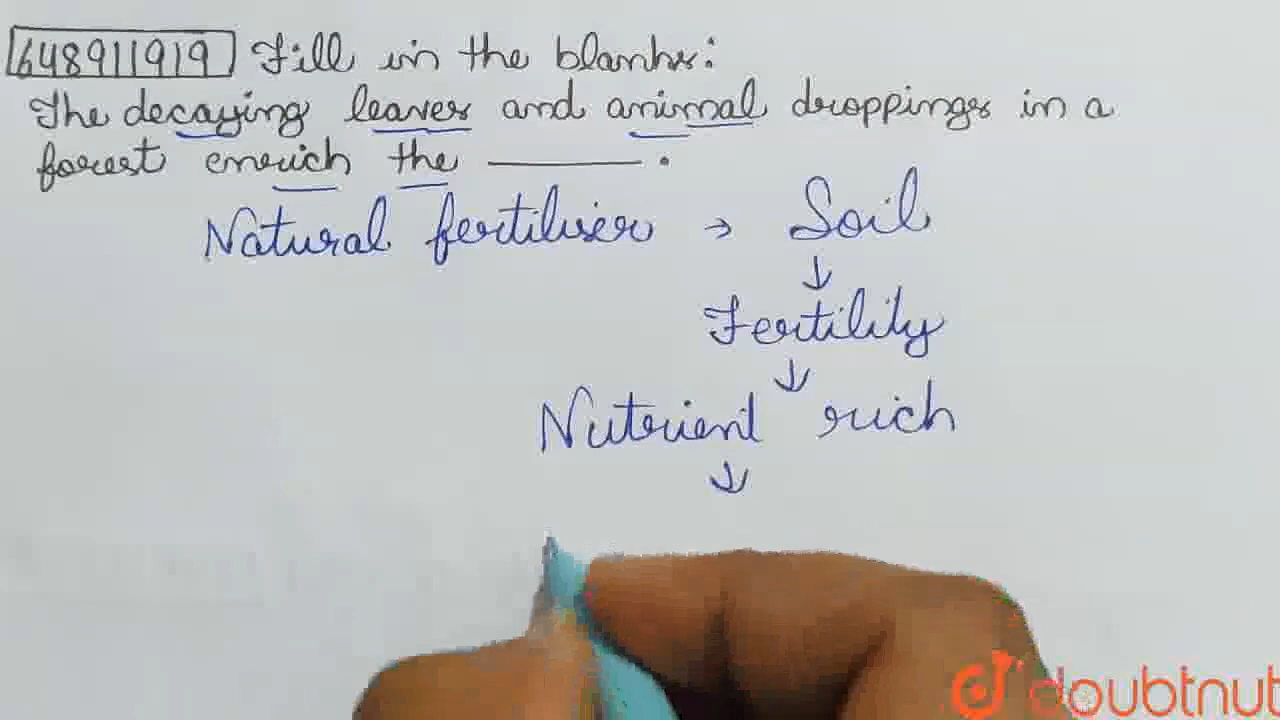 648911919 Fill in the blanks:
The decaying leaves and animal droppings in a
forest enrich the ______.
Natural fertiliser → Soil
↓
Fertility
↓
Nutrient rich
↓
doubtnut